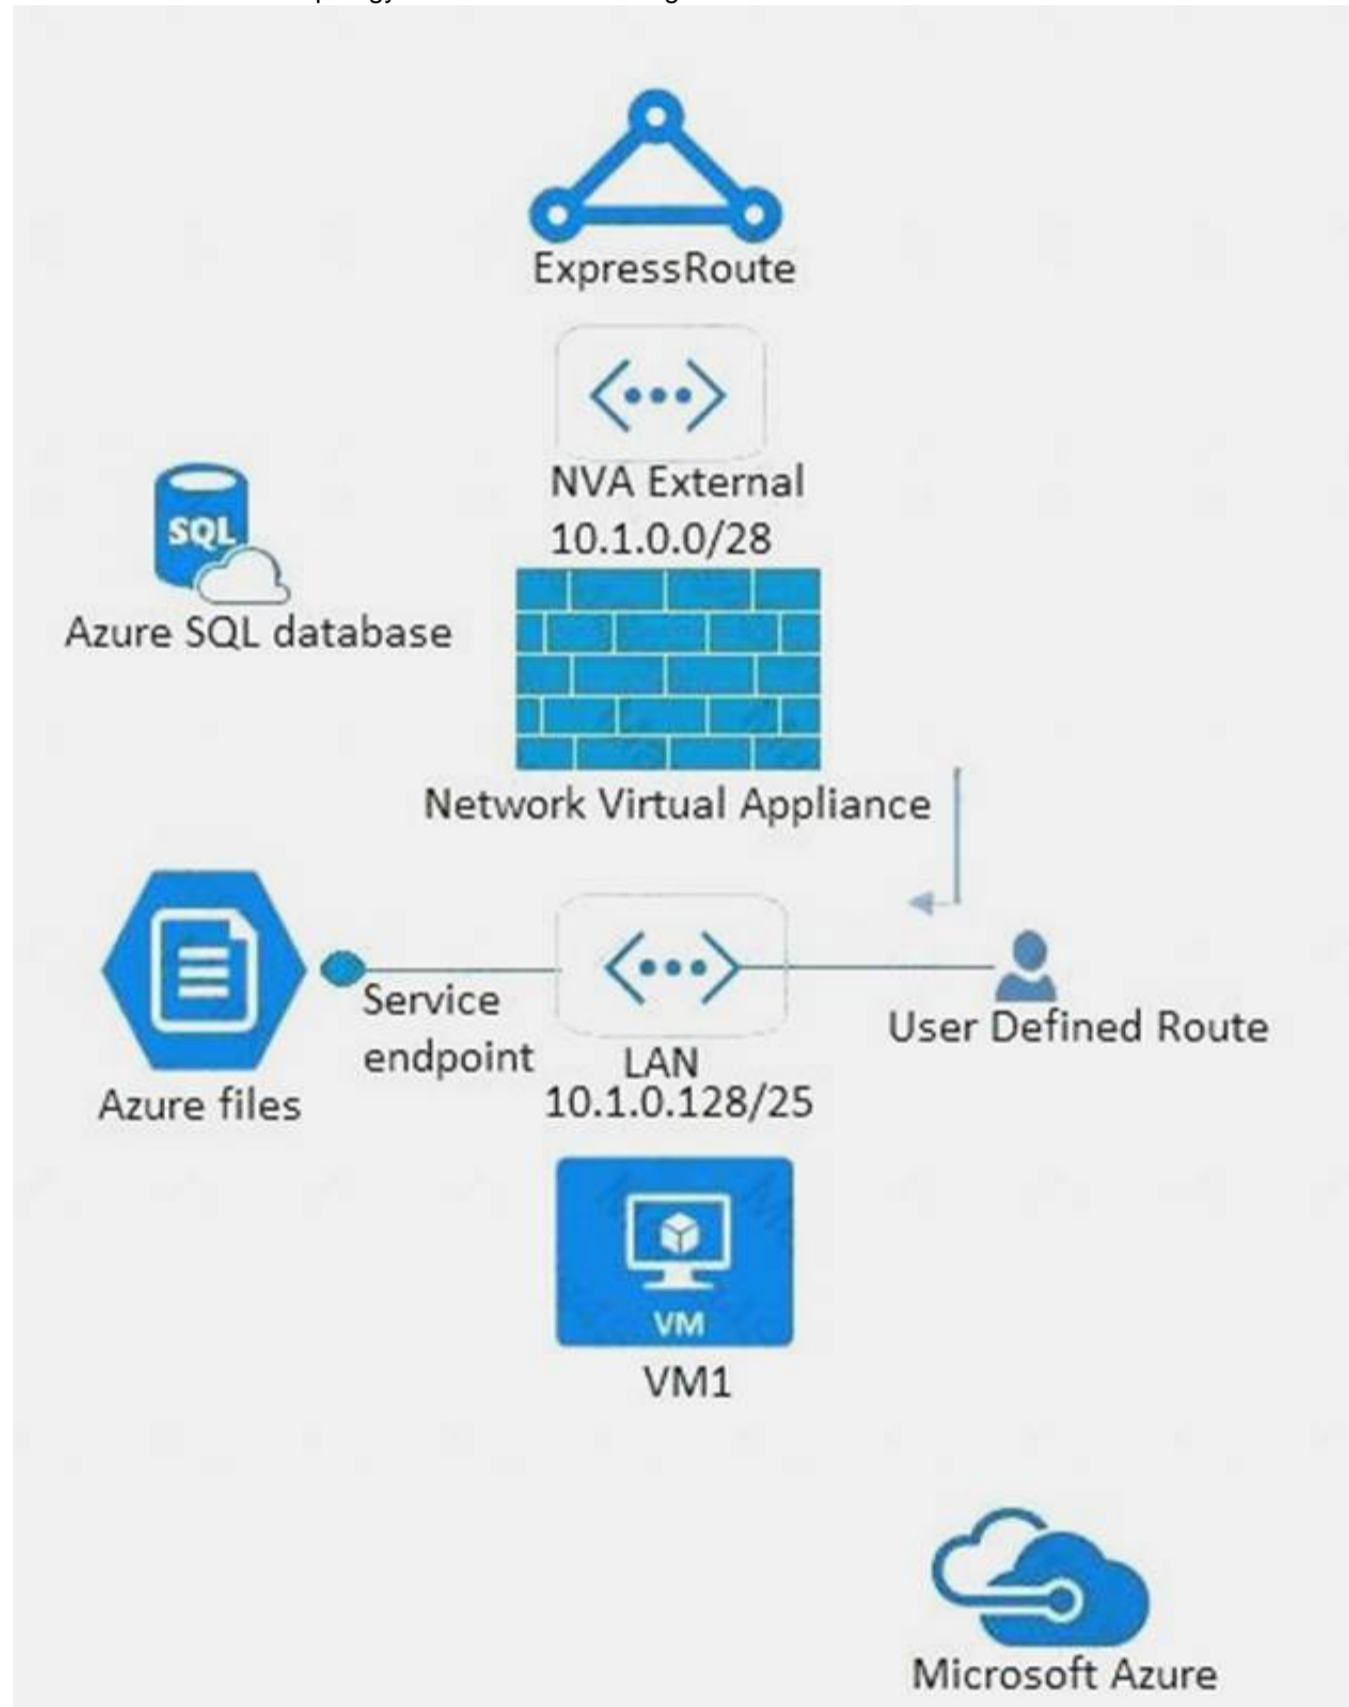 ExpressRoute
NVA External
10.1.0.0/28
SQL
Azure SQL database
Network Virtual Appliance
Service
endpoint
User Defined Route
LAN
10.1.0.128/25
Azure files
VM
VM1
Microsoft Azure